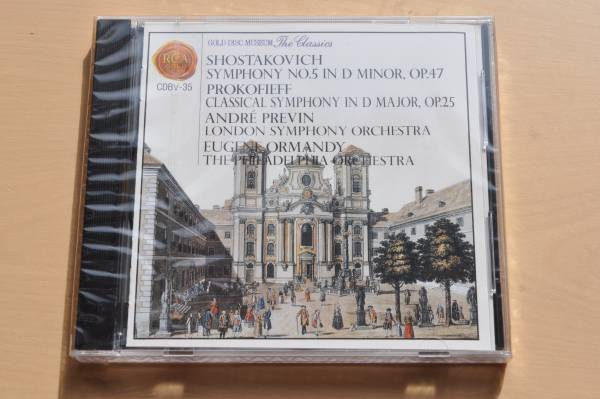 GOLD DISC MUSEUM The Classics
RCA
CDBV-35
SHOSTAKOVICH
SYMPHONY NO.5 IN D MINOR, OP.47
PROKOFIEFF
CLASSICAL SYMPHONY IN D MAJOR, OP.25
ANDRÉ PREVIN
LONDON SYMPHONY ORCHESTRA
EUGENE ORMANDY
THE PHILADELPHIA ORCHESTRA